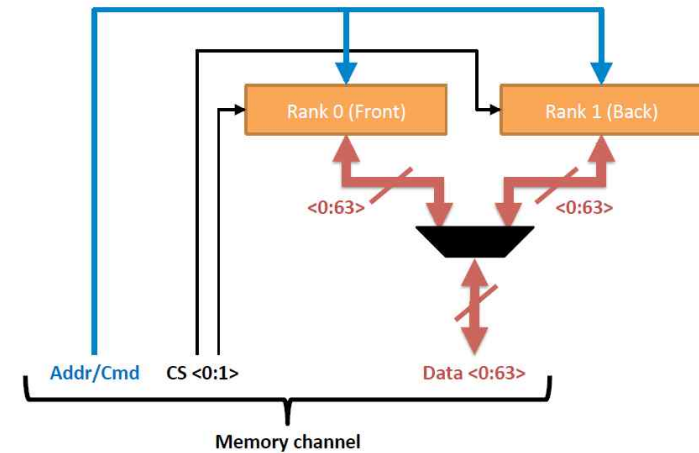 Rank 0 (Front)
Rank 1 (Back)
<0:63>
<0:63>
Addr/Cmd
CS <0:1>
Data <0:63>
Memory channel